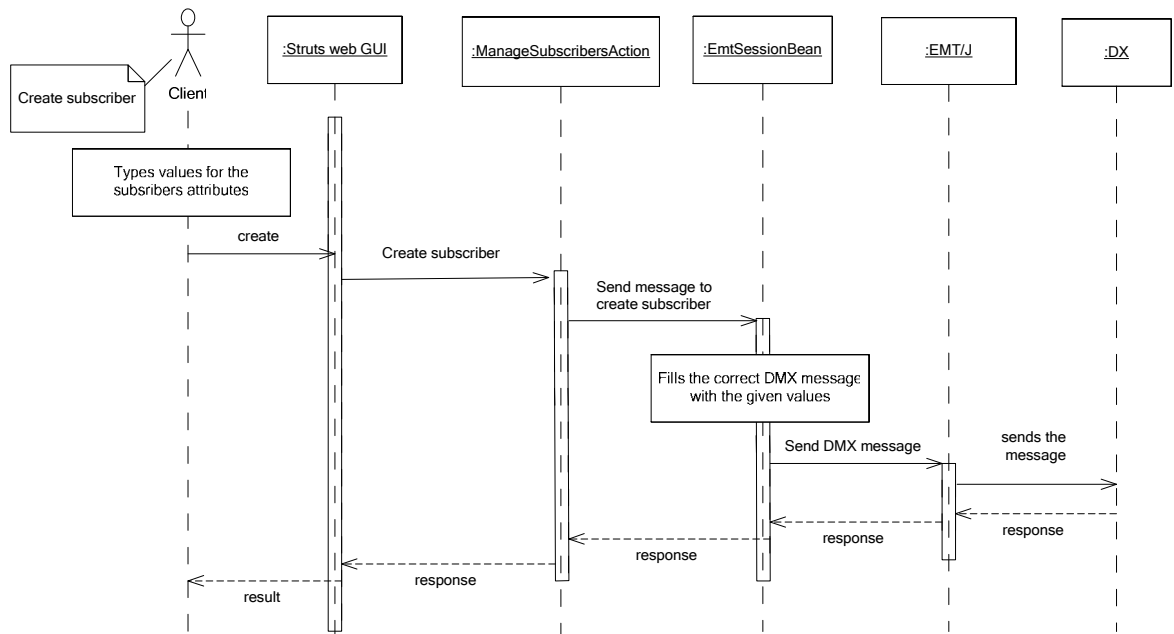 :Struts web GUI
:ManageSubscribersAction
:EmtSessionBean
:EMT/J
:DX
Create subscriber
Client
Types values for the
subsribers attributes
create
Create subscriber
Send message to
create subscriber
Fills the correct DMX message
with the given values
Send DMX message
sends the
message
response
response
response
response
result